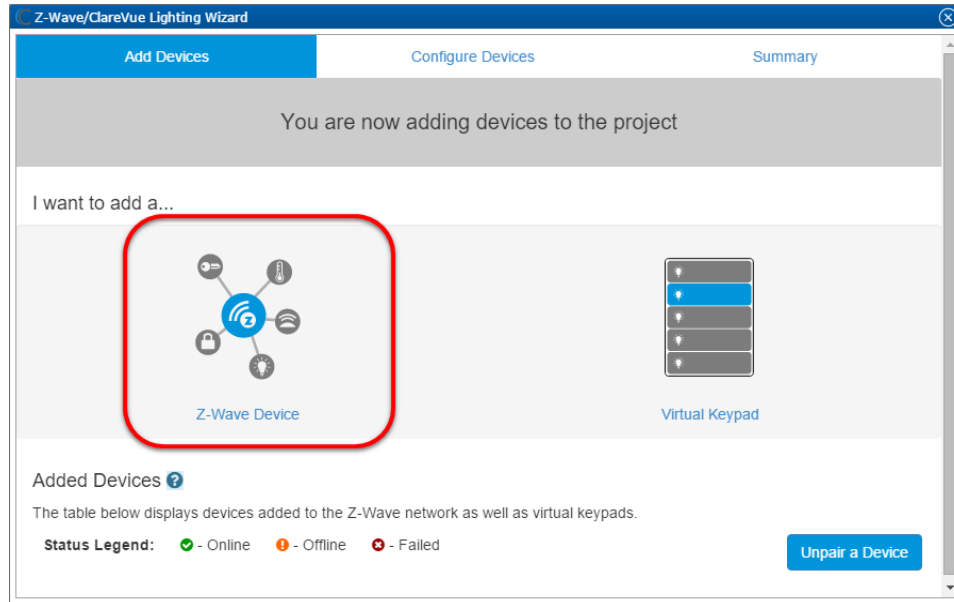 Z-Wave/ClareVue Lighting Wizard
Add Devices Configure Devices Summary
You are now adding devices to the project
I want to add a...
Z-Wave Device Virtual Keypad
Added Devices ?
The table below displays devices added to the Z-Wave network as well as virtual keypads.
Status Legend: - Online - Offline - Failed
Unpair a Device